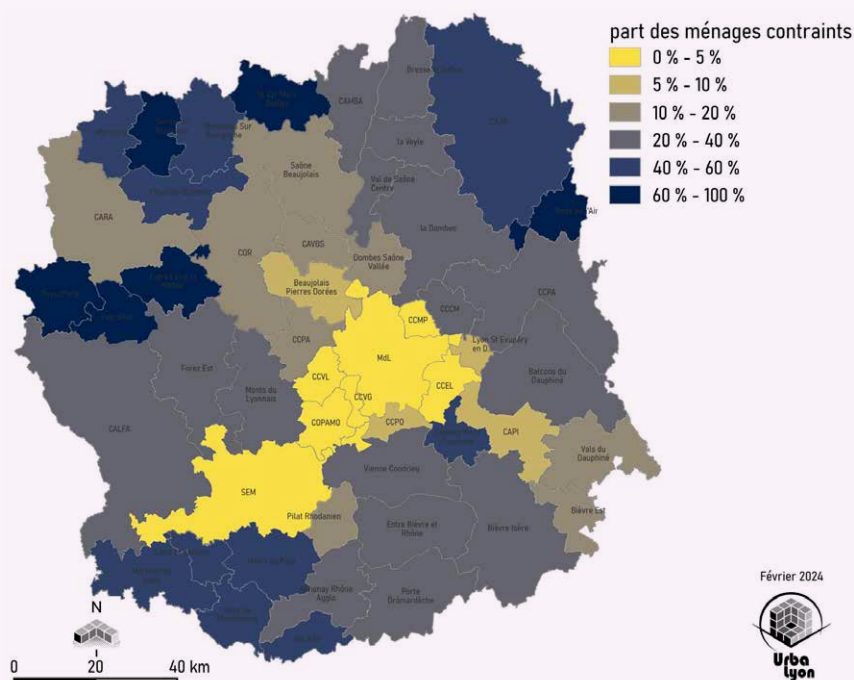 part des ménages contraints
0 % - 5 %
5 % - 10 %
10 % - 20 %
20 % - 40 %
40 % - 60 %
60 % - 100 %
CAMBA
la Veyle
Val de Saône
Centre
Saône
Beaujolais
la Dombes
CARA
COR
CAVBS
Dombes Saône
Vallée
Beaujolais
Pierres Dorées
CCPA
CCMP
CCCM
CCPA
Lyon St Exupéry
en D.
MdL
CCVL
CCVG
CCEL
Balcons du
Dauphiné
Forez Est
Monts du
Lyonnais
COPAMO
CCPO
CAPI
CALFA
Vals du
Dauphiné
Vienne Condrieu
SEM
Pilat Rhodanien
Bièvre Est
Entre Bièvre et
Rhône
Bièvre Isère
Porte
Drômardèche
Février 2024
N
0
20
40 km
Urba
Lyon